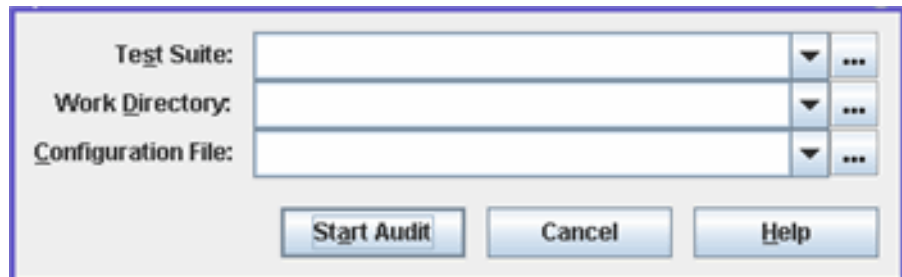 Test Suite:
...
Work Directory:
...
Configuration File:
...
Start Audit Cancel Help